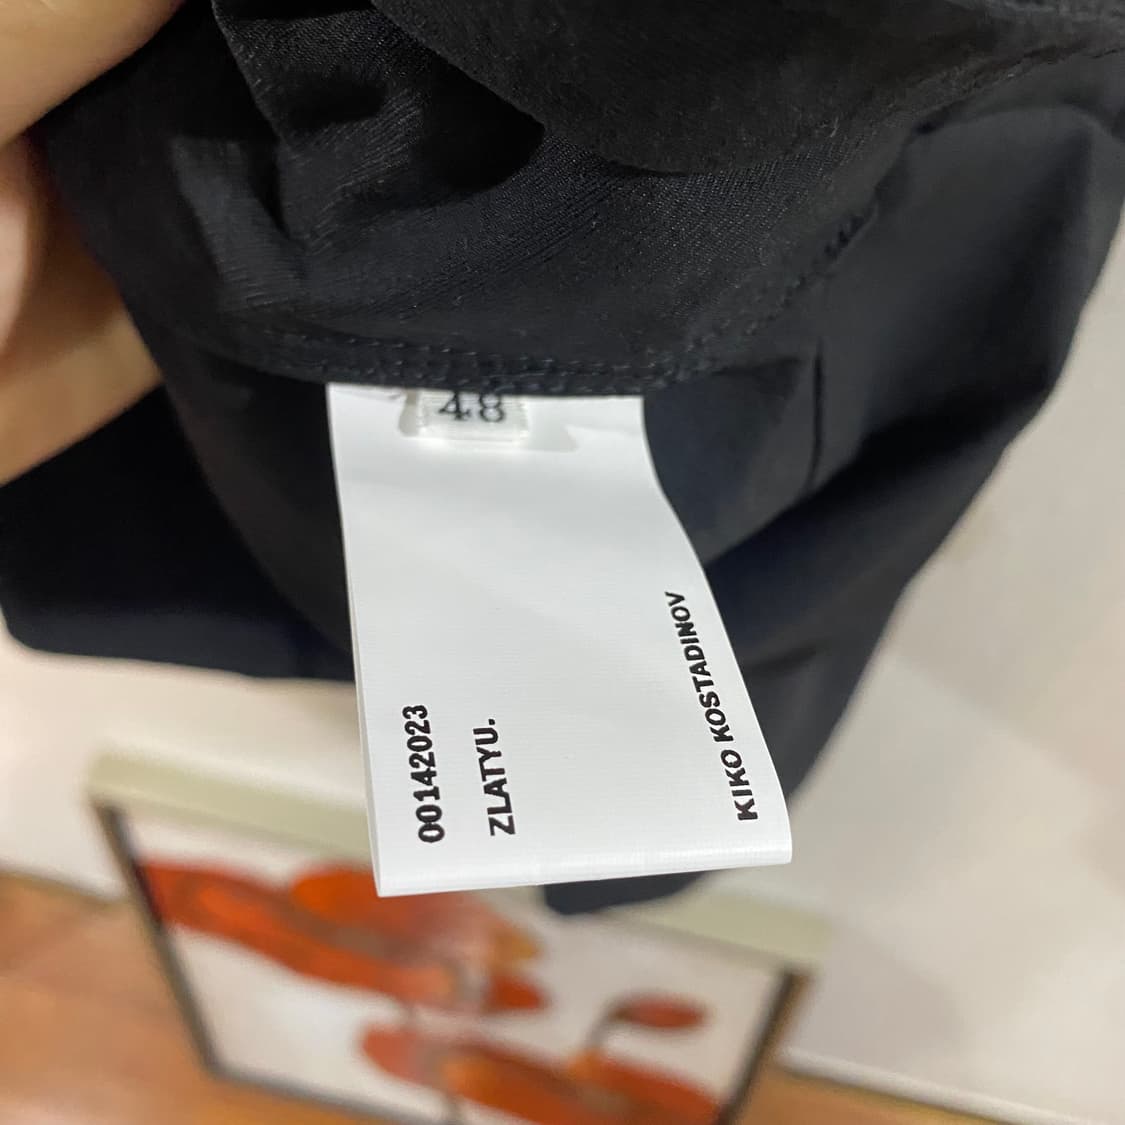 48
00142023
ZLATYU.
KIKO KOSTADINOV